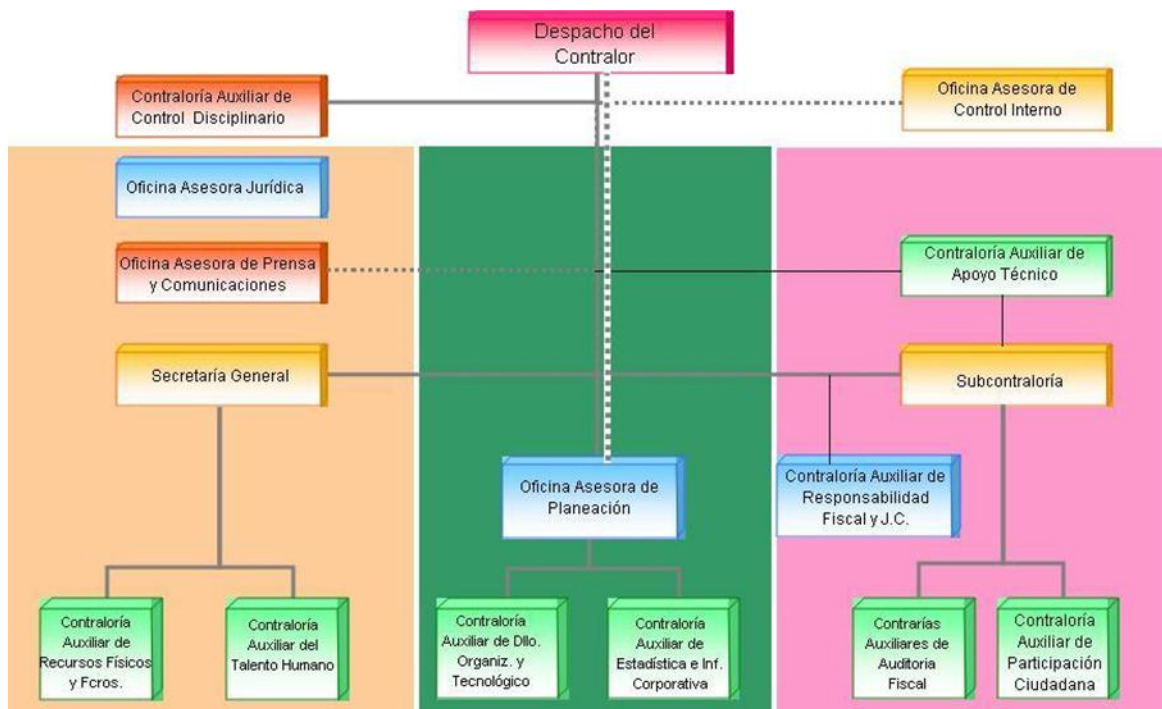 Despacho del
Contralor
Contraloría Auxiliar de
Control Disciplinario
Oficina Asesora de
Control Interno
Oficina Asesora Jurídica
Oficina Asesora de Prensa
y Comunicaciones
Contraloría Auxiliar de
Apoyo Técnico
Secretaría General
Subcontraloría
Oficina Asesora de
Planeación
Contraloría Auxiliar de
Responsabilidad
Fiscal y J.C.
Contraloría
Auxiliar de
Recursos Físicos
y Fcros.
Contraloría
Auxiliar del
Talento Humano
Contraloría
Auxiliar de Dllo.
Organiz. y
Tecnológico
Contraloría
Auxiliar de
Estadística e Inf.
Corporativa
Contrarías
Auxiliares de
Auditoria
Fiscal
Contraloría
Auxiliar de
Participación
Ciudadana